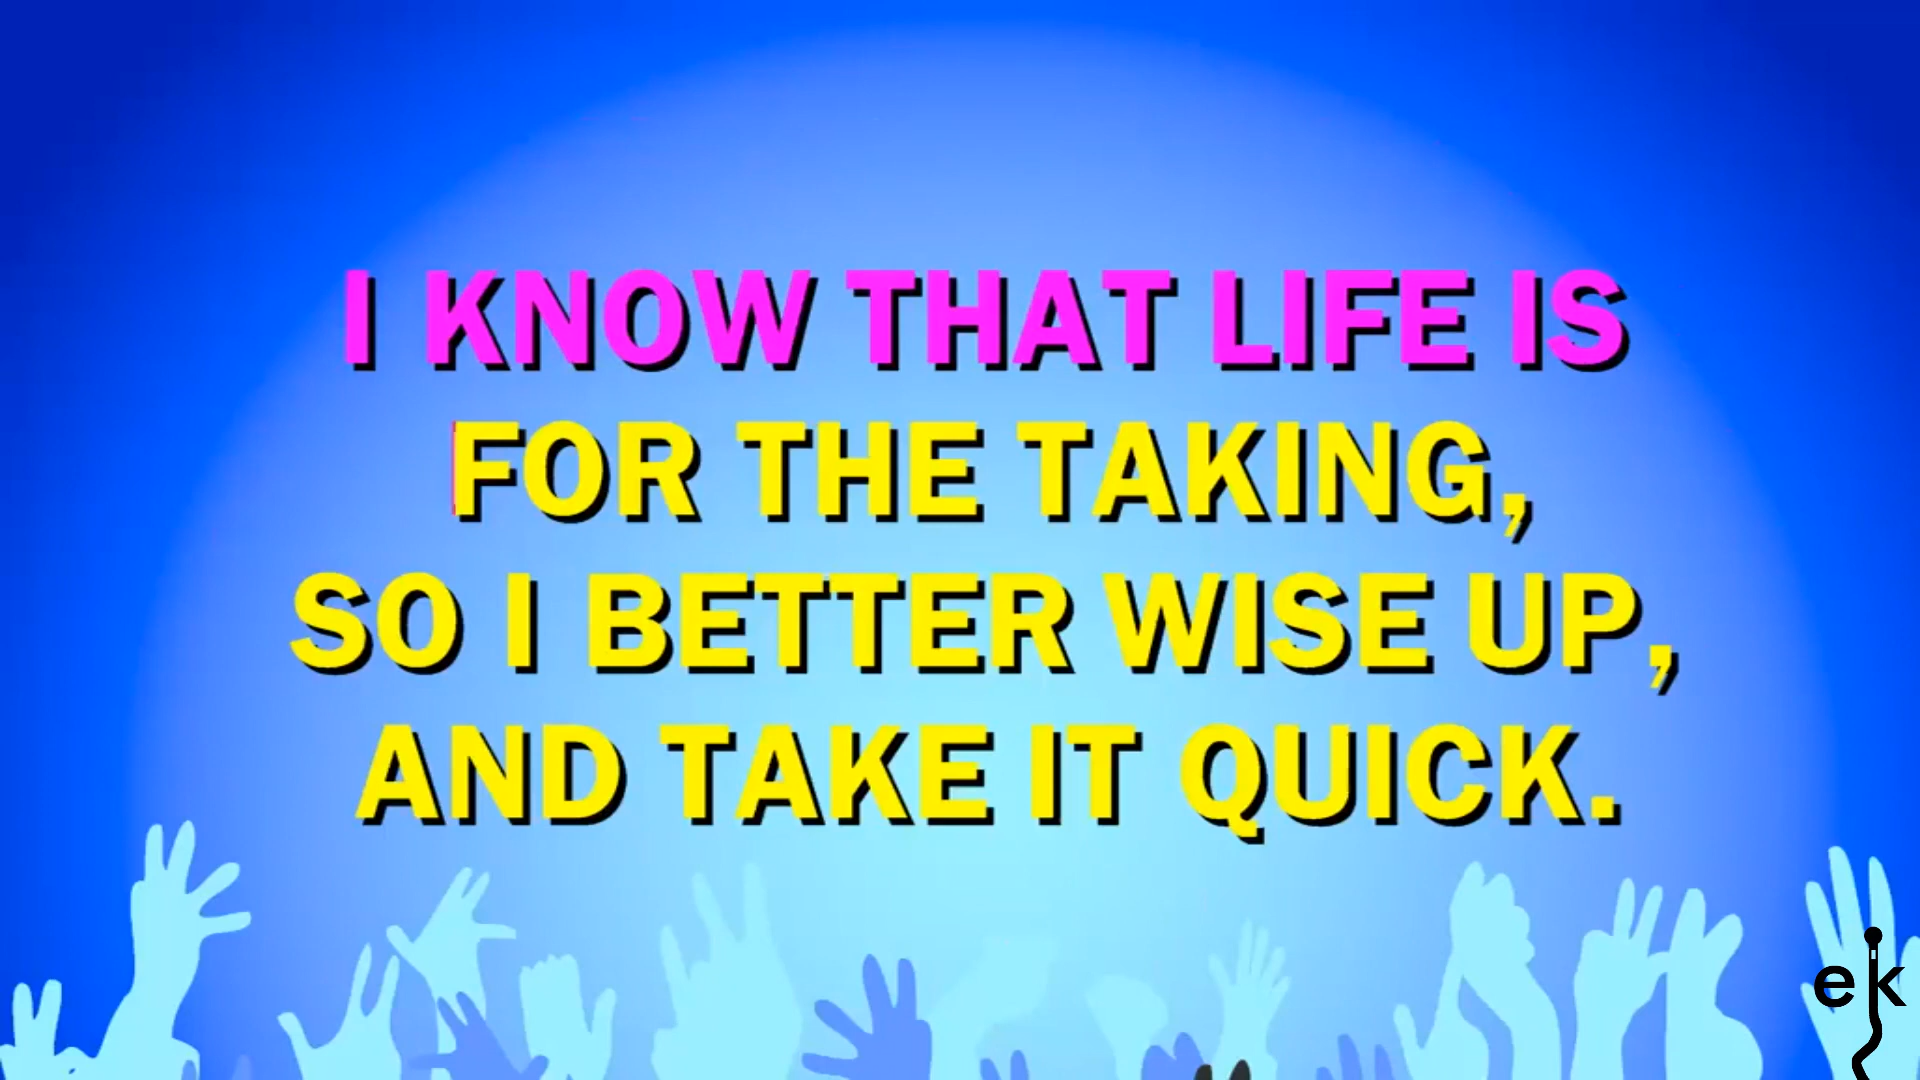 I KNOW THAT LIFE IS
FOR THE TAKING,
SO I BETTER WISE UP,
AND TAKE IT QUICK.
ek